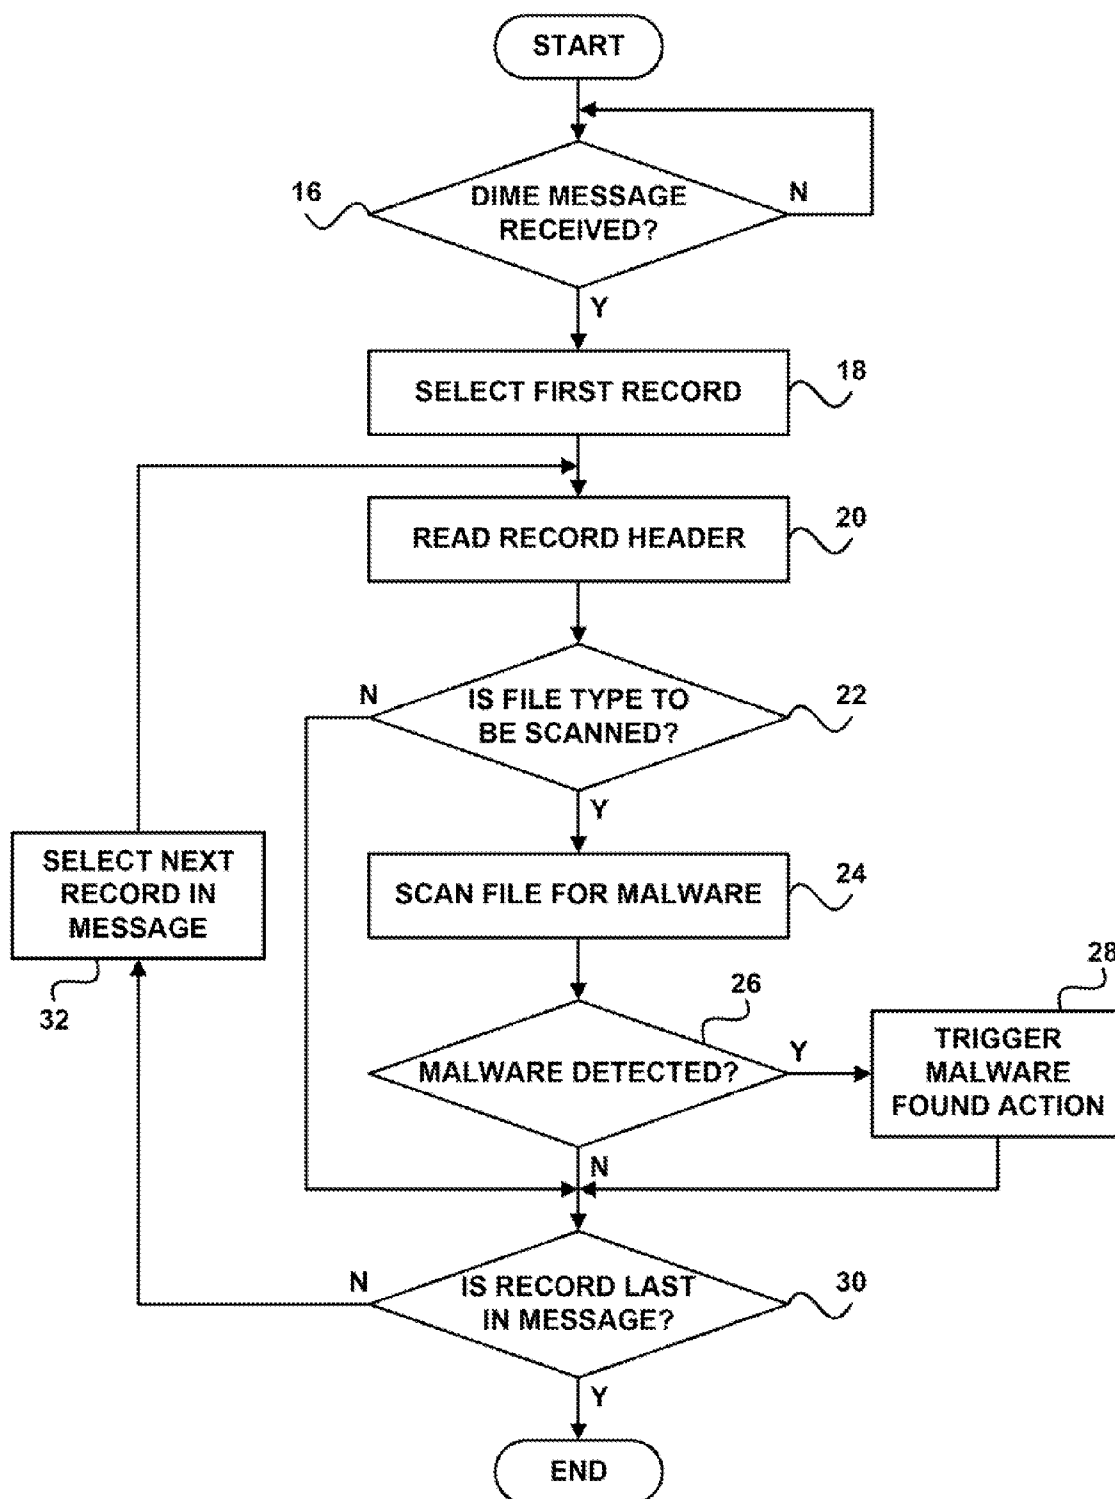 START
16
DIME MESSAGE
RECEIVED?
N
Y
SELECT FIRST RECORD
18
READ RECORD HEADER
20
N
IS FILE TYPE TO
BE SCANNED?
22
Y
SELECT NEXT
RECORD IN
MESSAGE
32
SCAN FILE FOR MALWARE
24
26
MALWARE DETECTED?
Y
28
TRIGGER
MALWARE
FOUND ACTION
N
N
IS RECORD LAST
IN MESSAGE?
30
Y
END